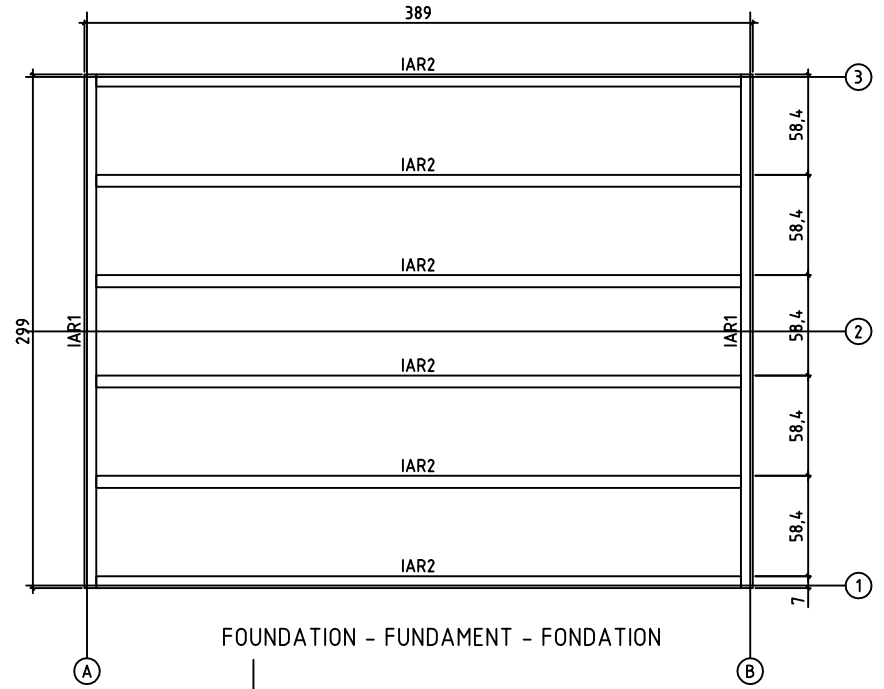 389
IAR2
3
58,4
IAR2
58,4
IAR2
299
IAR1
IAR1
58,4
2
IAR2
58,4
IAR2
58,4
IAR2
1
7
FOUNDATION - FUNDAMENT - FONDATION
A
B